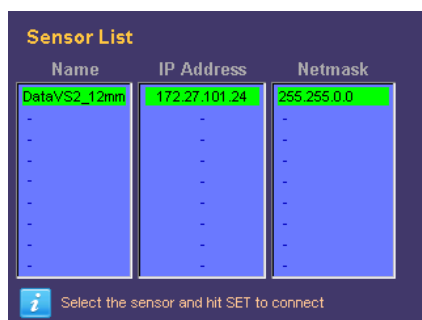 Sensor List
Name IP Address Netmask
DataVS2_12mm 172.27.101.24 255.255.0.0
- - -
- - -
- - -
- - -
- - -
- - -
- - -
- - -
i Select the sensor and hit SET to connect